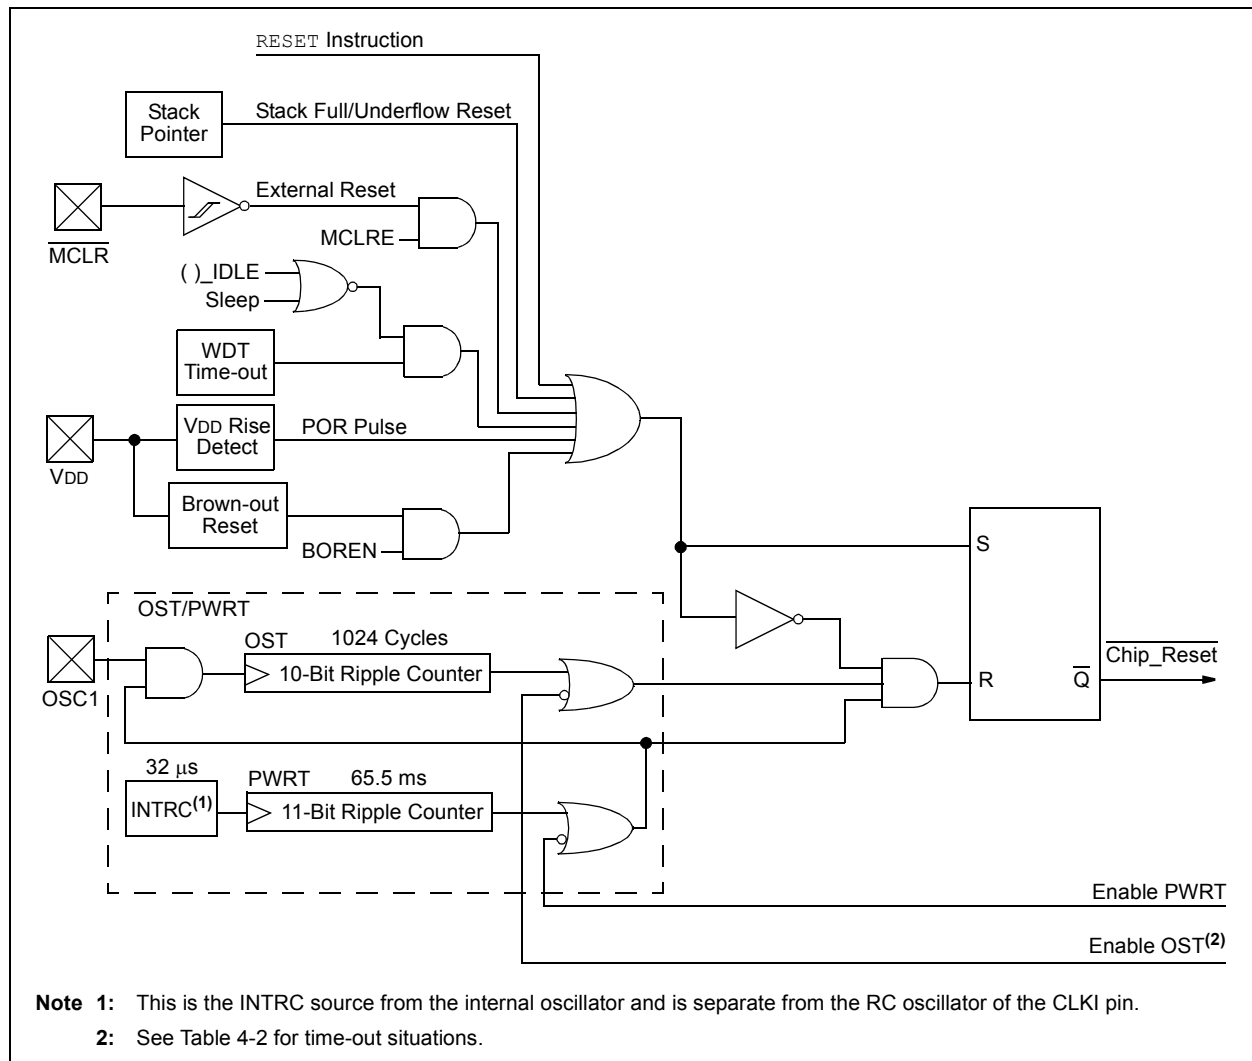 RESET Instruction
Stack
Pointer
Stack Full/Underflow Reset
External Reset
MCLR
MCLRE
( )_IDLE
Sleep
WDT
Time-out
VDD
VDD Rise
Detect
POR Pulse
Brown-out
Reset
BOREN
S
R
Q
Chip_Reset
OST/PWRT
OSC1
OST
1024 Cycles
10-Bit Ripple Counter
32 μs
INTRC(1)
PWRT
65.5 ms
11-Bit Ripple Counter
Enable PWRT
Enable OST(2)
Note 1: This is the INTRC source from the internal oscillator and is separate from the RC oscillator of the CLKI pin.
2: See Table 4-2 for time-out situations.